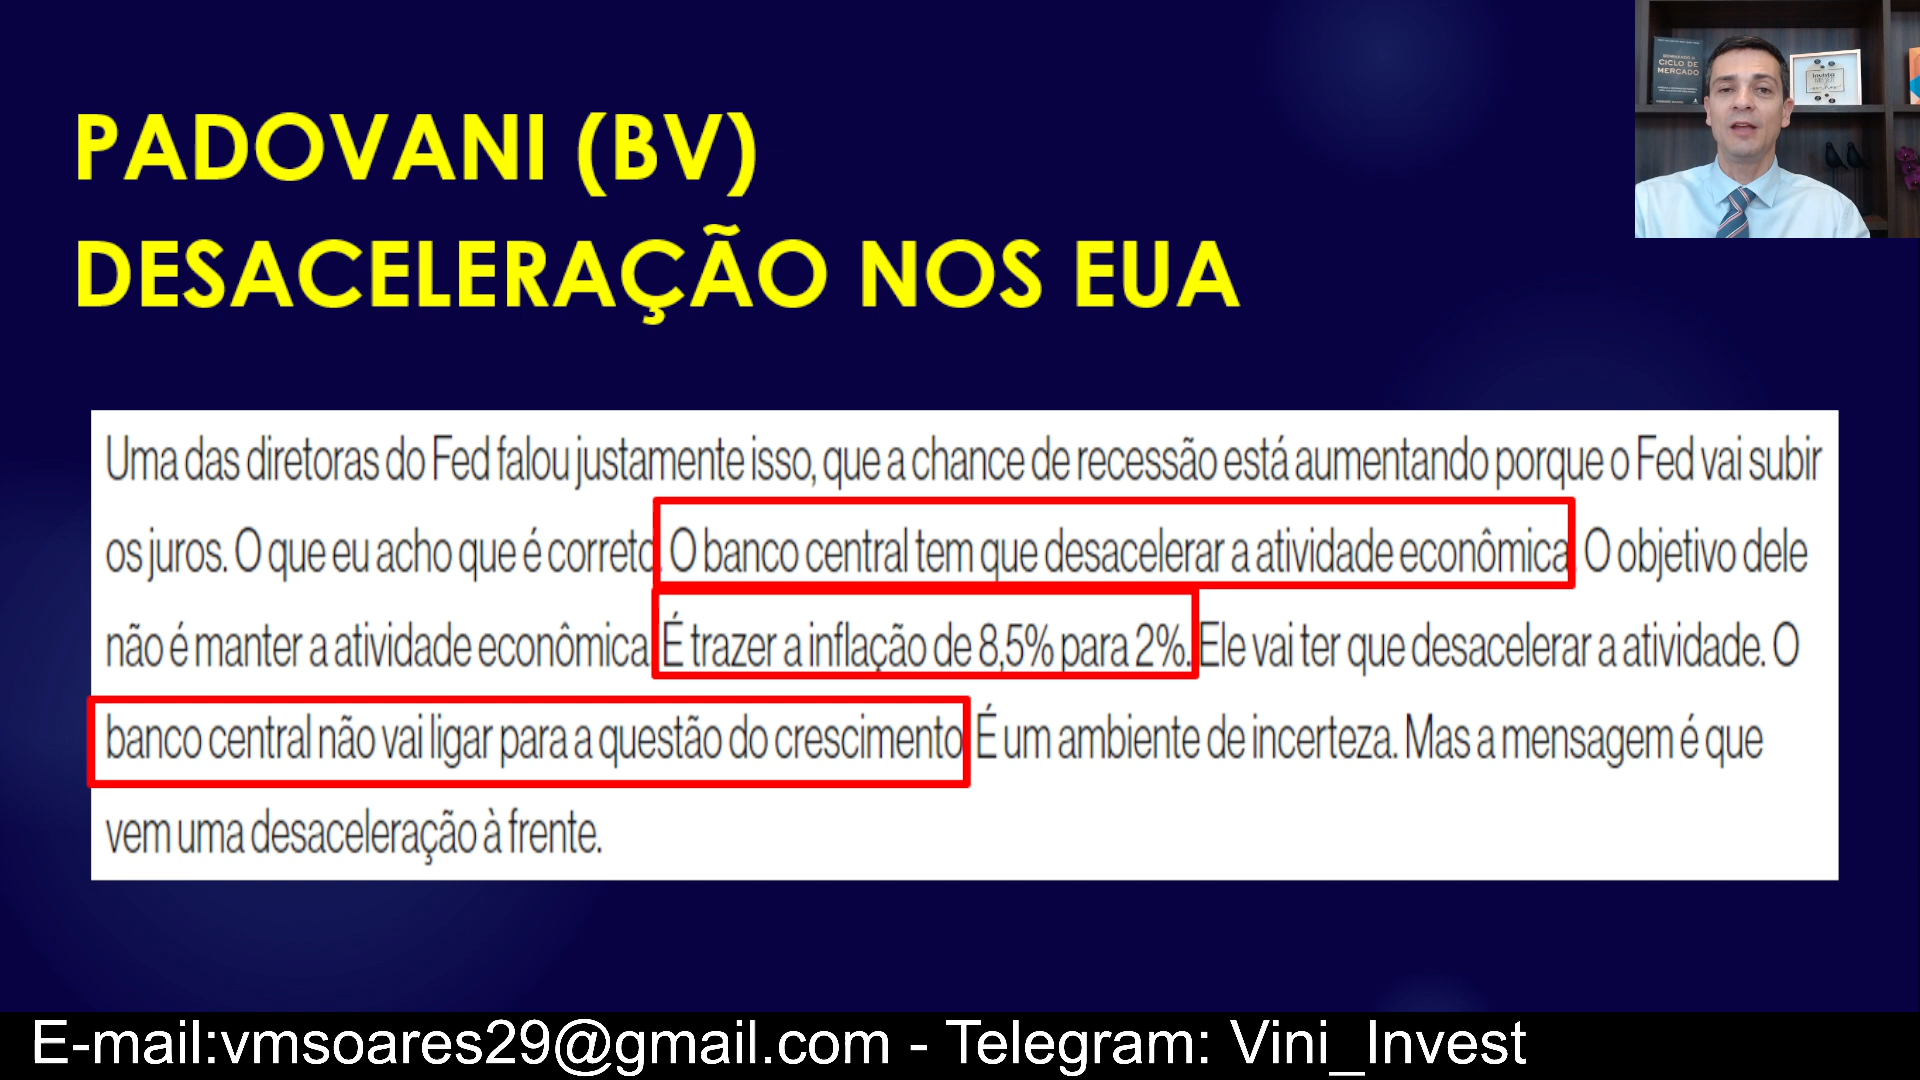 PADOVANI (BV)
DESACELERAÇÃO NOS EUA
CICLO DE
MERCADO
Uma das diretoras do Fed falou justamente isso, que a chance de recessão está aumentando porque o Fed vai subir
os juros. O que eu acho que é correto. O banco central tem que desacelerar a atividade econômica. O objetivo dele
não é manter a atividade econômica. É trazer a inflação de 8,5% para 2%. Ele vai ter que desacelerar a atividade. O
banco central não vai ligar para a questão do crescimento. É um ambiente de incerteza. Mas a mensagem é que
vem uma desaceleração à frente.
E-mail:vmsoares29@gmail.com - Telegram: Vini_Invest